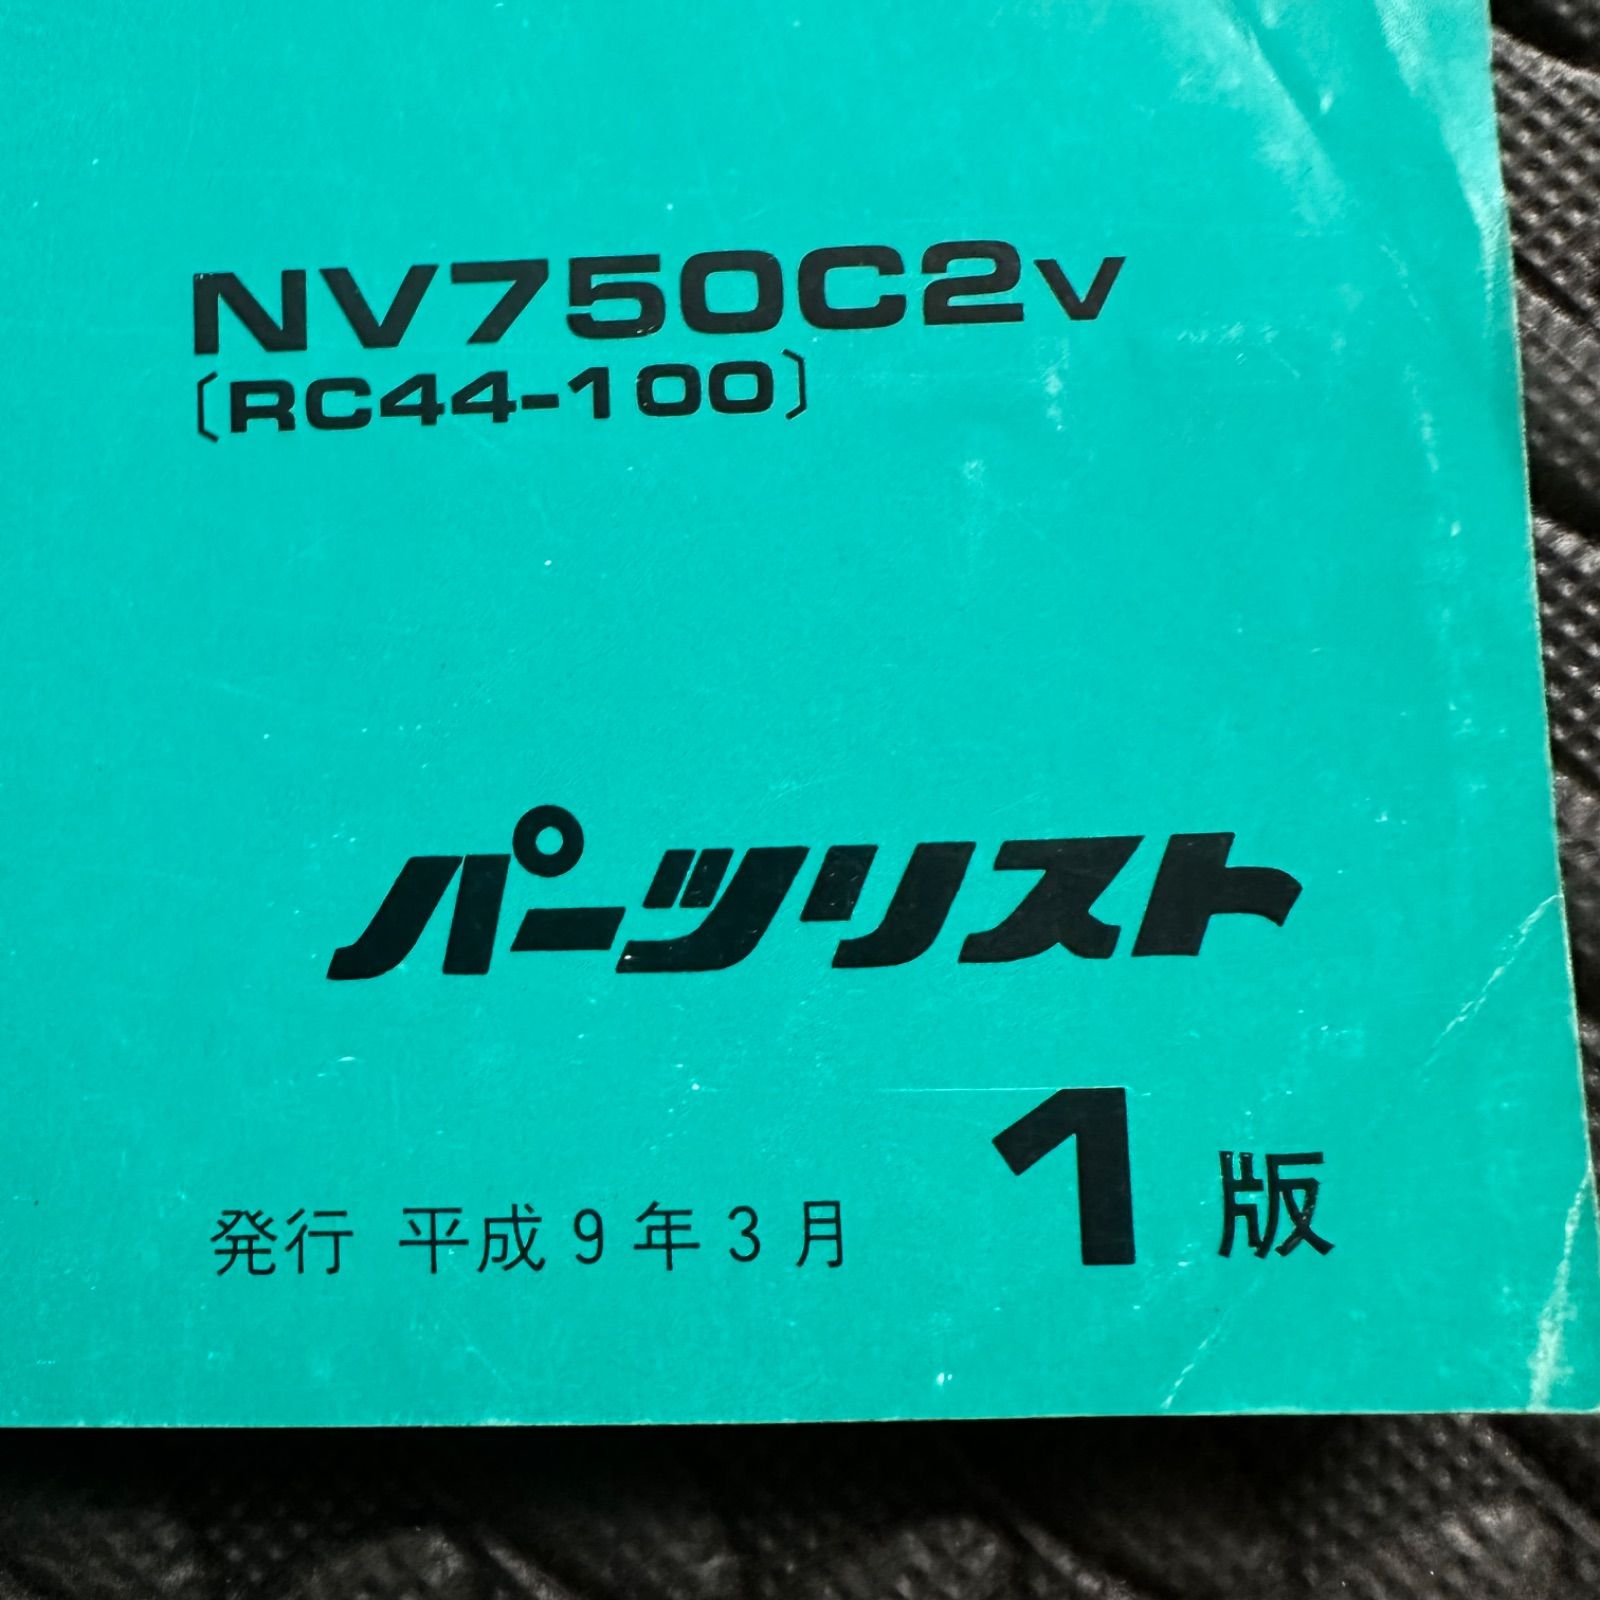 NV750C2V
〔RC44-100〕
パーツリスト
発行 平成9年3月 1版